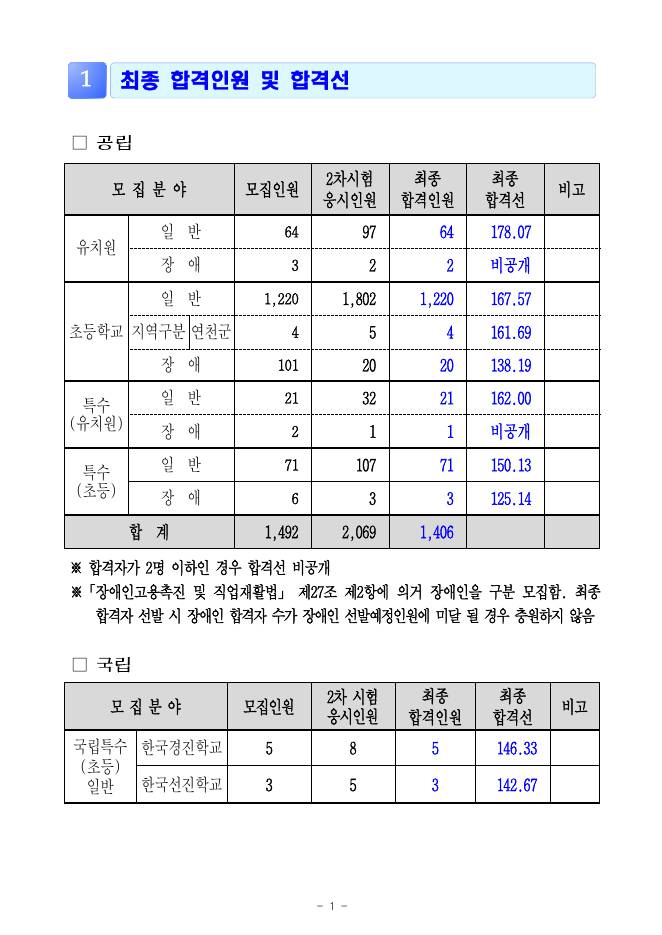 1 최종 합격인원 및 합격선
□ 공립
모 집 분 야 모집인원 2차시험 응시인원 최종 합격인원 최종 합격선 비고
유치원 일 반 64 97 64 178.07
장 애 3 2 2 비공개
초등학교 일 반 1,220 1,802 1,220 167.57
지역구분 연천군 4 5 4 161.69
장 애 101 20 20 138.19
특수 (유치원) 일 반 21 32 21 162.00
장 애 2 1 1 비공개
특수 (초등) 일 반 71 107 71 150.13
장 애 6 3 3 125.14
합 계 1,492 2,069 1,406
※ 합격자가 2명 이하인 경우 합격선 비공개
※「장애인고용촉진 및 직업재활법」 제27조 제2항에 의거 장애인을 구분 모집함. 최종
합격자 선발 시 장애인 합격자 수가 장애인 선발예정인원에 미달 될 경우 충원하지 않음
□ 국립
모 집 분 야 모집인원 2차 시험 응시인원 최종 합격인원 최종 합격선 비고
국립특수 (초등) 일반 한국경진학교 5 8 5 146.33
한국선진학교 3 5 3 142.67
- 1 -